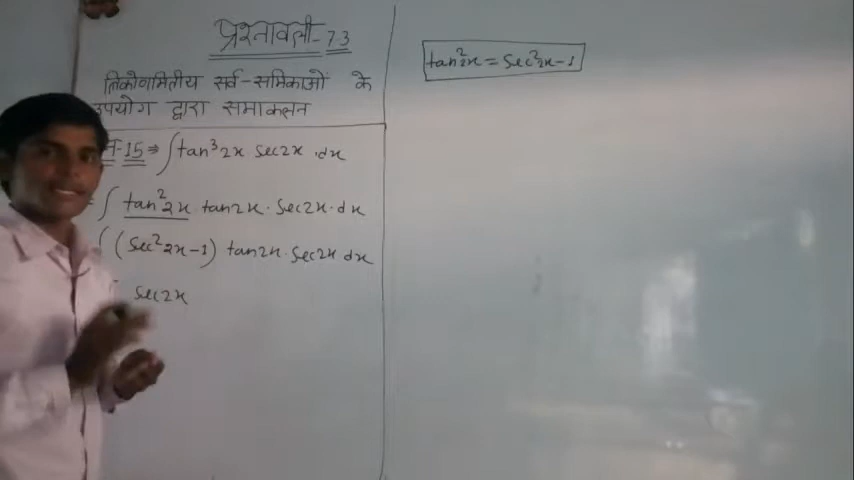 प्रश्नावली-7.3
त्रिकोणमितीय सर्व-समिकाओं के
उपयोग द्वारा समाकलन
-15 ⇒ ∫tan³2x sec2x .dx
= ∫ tan²2x tan2x. sec2x. dx
∫ (sec²2x-1) tan2x. sec2x dx
sec2x
tan²2x = sec²2x-1